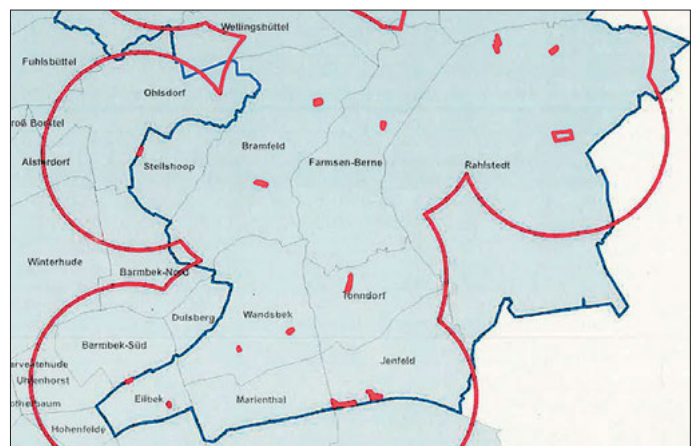 Wellingsbüttel
Fuhlsbüttel
Ohlsdorf
Alsterdorf
Bramfeld
Farmsen-Berne
Steilshoop
Rahlstedt
Winterhude
Barmbek-Nord
Tonndorf
Dulsberg
Wandsbek
Barmbek-Süd
Jenfeld
Uhlenhorst
Eilbek
Marienthal
Hohenfelde